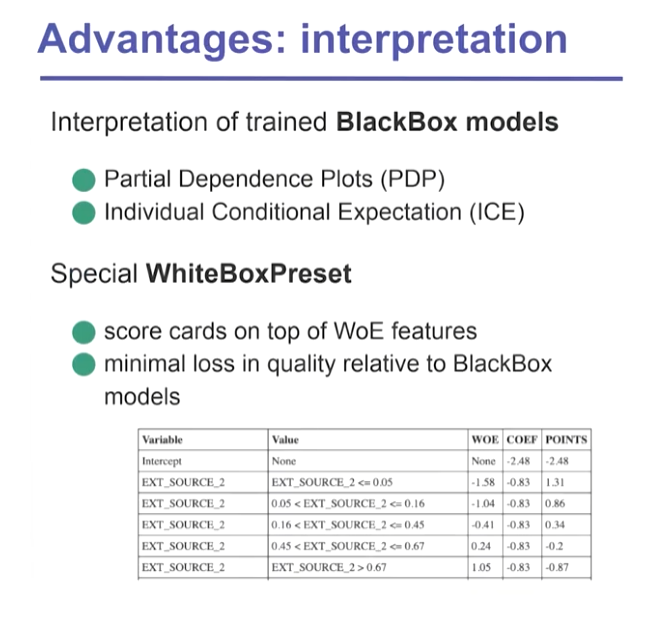 Advantages: interpretation
Interpretation of trained BlackBox models
Partial Dependence Plots (PDP)
Individual Conditional Expectation (ICE)
Special WhiteBoxPreset
score cards on top of WoE features
minimal loss in quality relative to BlackBox
models
Variable Value WOE COEF POINTS
Intercept None None -2.48 -2.48
EXT_SOURCE_2 EXT_SOURCE_2 <= 0.05 -1.58 -0.83 1.31
EXT_SOURCE_2 0.05 < EXT_SOURCE_2 <= 0.16 -1.04 -0.83 0.86
EXT_SOURCE_2 0.16 < EXT_SOURCE_2 <= 0.45 -0.41 -0.83 0.34
EXT_SOURCE_2 0.45 < EXT_SOURCE_2 <= 0.67 0.24 -0.83 -0.2
EXT_SOURCE_2 EXT_SOURCE_2 > 0.67 1.05 -0.83 -0.87